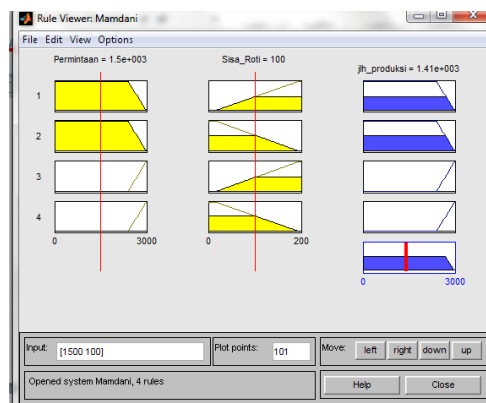 Rule Viewer: Mamdani
File Edit View Options
Permintaan = 1.5e+003
Sisa_Roti = 100
jlh_produksi = 1.41e+003
1
2
3
4
0 3000
0 200
0 3000
Input: [1500 100]
Plot points: 101
Move: left right down up
Opened system Mamdani, 4 rules
Help Close